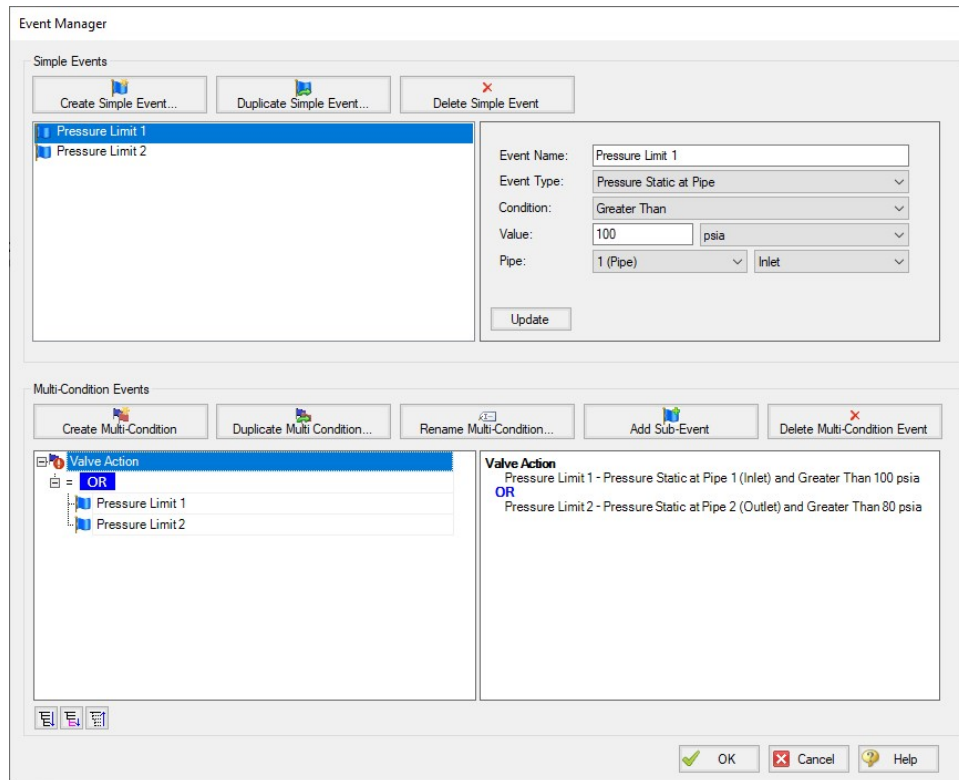 Event Manager
Simple Events
Create Simple Event... Duplicate Simple Event... Delete Simple Event
Pressure Limit 1
Pressure Limit 2
Event Name: Pressure Limit 1
Event Type: Pressure Static at Pipe
Condition: Greater Than
Value: 100 psia
Pipe: 1 (Pipe) Inlet
Update
Multi-Condition Events
Create Multi-Condition Duplicate Multi Condition... Rename Multi-Condition... Add Sub-Event Delete Multi-Condition Event
Valve Action
= OR
Pressure Limit 1
Pressure Limit 2
Valve Action
Pressure Limit 1 - Pressure Static at Pipe 1 (Inlet) and Greater Than 100 psia
OR
Pressure Limit 2 - Pressure Static at Pipe 2 (Outlet) and Greater Than 80 psia
OK Cancel Help